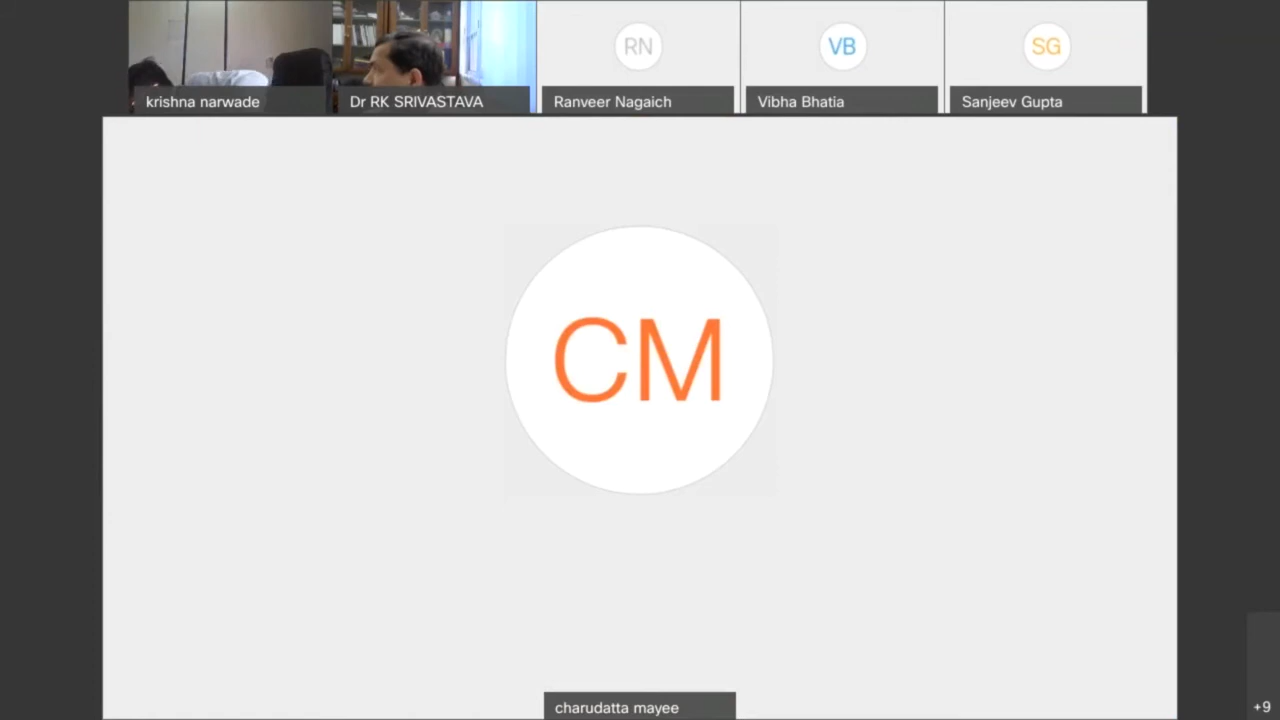 RN
VB
SG
krishna narwade
Dr RK SRIVASTAVA
Ranveer Nagaich
Vibha Bhatia
Sanjeev Gupta
CM
charudatta mayee
+9